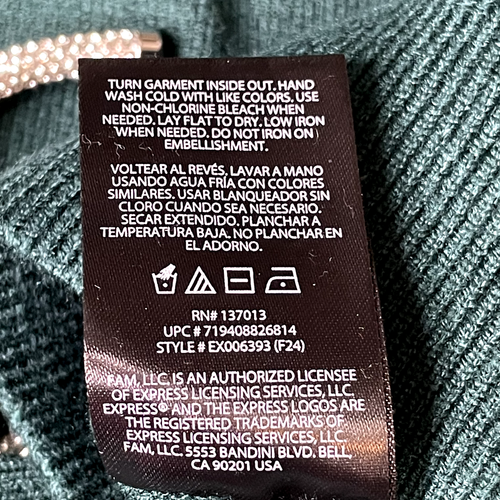 TURN GARMENT INSIDE OUT. HAND
WASH COLD WITH LIKE COLORS. USE
NON-CHLORINE BLEACH WHEN
NEEDED. LAY FLAT TO DRY. LOW IRON
WHEN NEEDED. DO NOT IRON ON
EMBELLISHMENT.
VOLTEAR AL REVÉS, LAVAR A MANO
USANDO AGUA FRÍA CON COLORES
SIMILARES. USAR BLANQUEADOR SIN
CLORO CUANDO SEA NECESARIO.
SECAR EXTENDIDO. PLANCHAR A
TEMPERATURA BAJA. NO PLANCHAR EN
EL ADORNO.
RN# 137013
UPC # 719408826814
STYLE # EX006393 (F24)
FAM, LLC. IS AN AUTHORIZED LICENSEE
OF EXPRESS LICENSING SERVICES, LLC.
EXPRESS® AND THE EXPRESS LOGOS ARE
THE REGISTERED TRADEMARKS OF
EXPRESS LICENSING SERVICES, LLC.
FAM, LLC. 5553 BANDINI BLVD, BELL,
CA 90201 USA